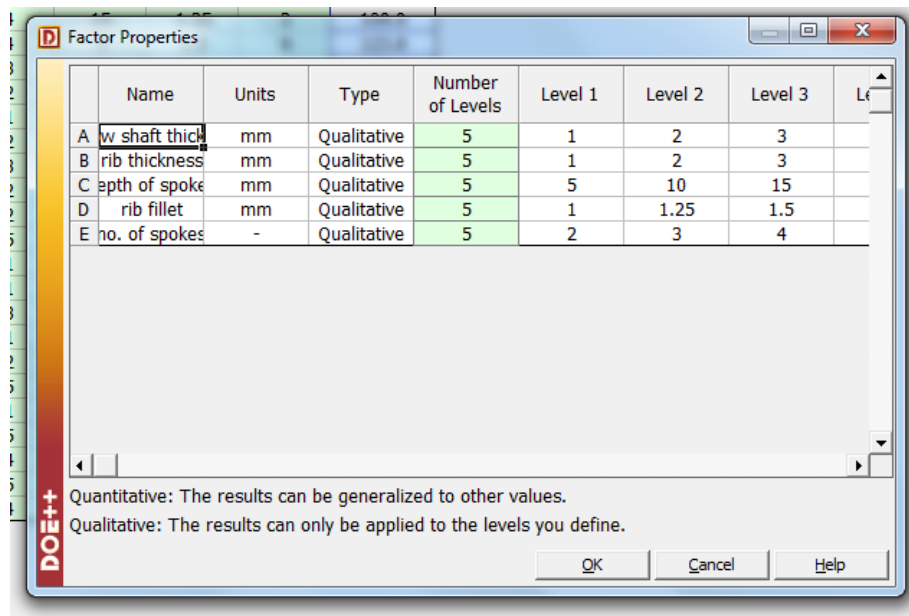 15 1.25
Factor Properties
Name Units Type Number of Levels Level 1 Level 2 Level 3
A w shaft thick mm Qualitative 5 1 2 3
B rib thickness mm Qualitative 5 1 2 3
C epth of spoke mm Qualitative 5 5 10 15
D rib fillet mm Qualitative 5 1 1.25 1.5
E no. of spokes - Qualitative 5 2 3 4
Quantitative: The results can be generalized to other values.
Qualitative: The results can only be applied to the levels you define.
DOE++
OK Cancel Help